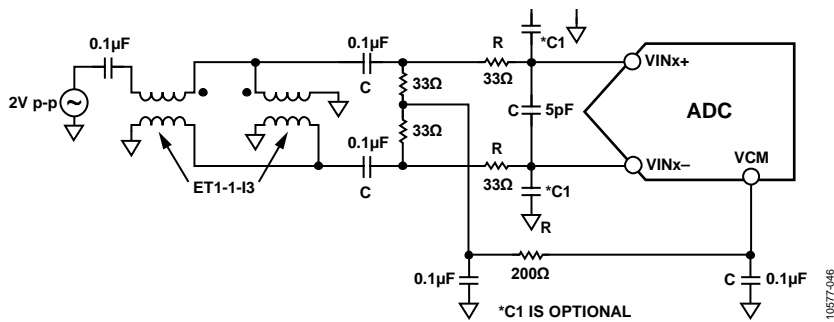 0.1µF
2V p-p
ET1-1-I3
0.1µF
C
33Ω
33Ω
0.1µF
C
R
33Ω
R
33Ω
*C1
C
5pF
*C1
R
VINx+
ADC
VCM
VINx–
0.1µF
200Ω
C
0.1µF
*C1 IS OPTIONAL
10577-046